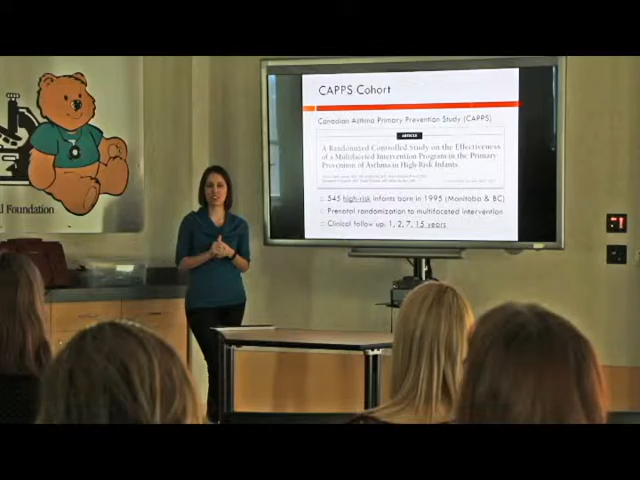 CAPPS Cohort
Canadian Asthma Primary Prevention Study (CAPPS)
ARTICLE
A Randomized Controlled Study on the Effectiveness
of a Multifaceted Intervention Program in the Primary
Prevention of Asthma in High-Risk Infants
545 high-risk infants born in 1995 (Manitoba & BC)
Prenatal randomization to multifaceted intervention
Clinical follow up: 1, 2, 7, 15 years
l Foundation